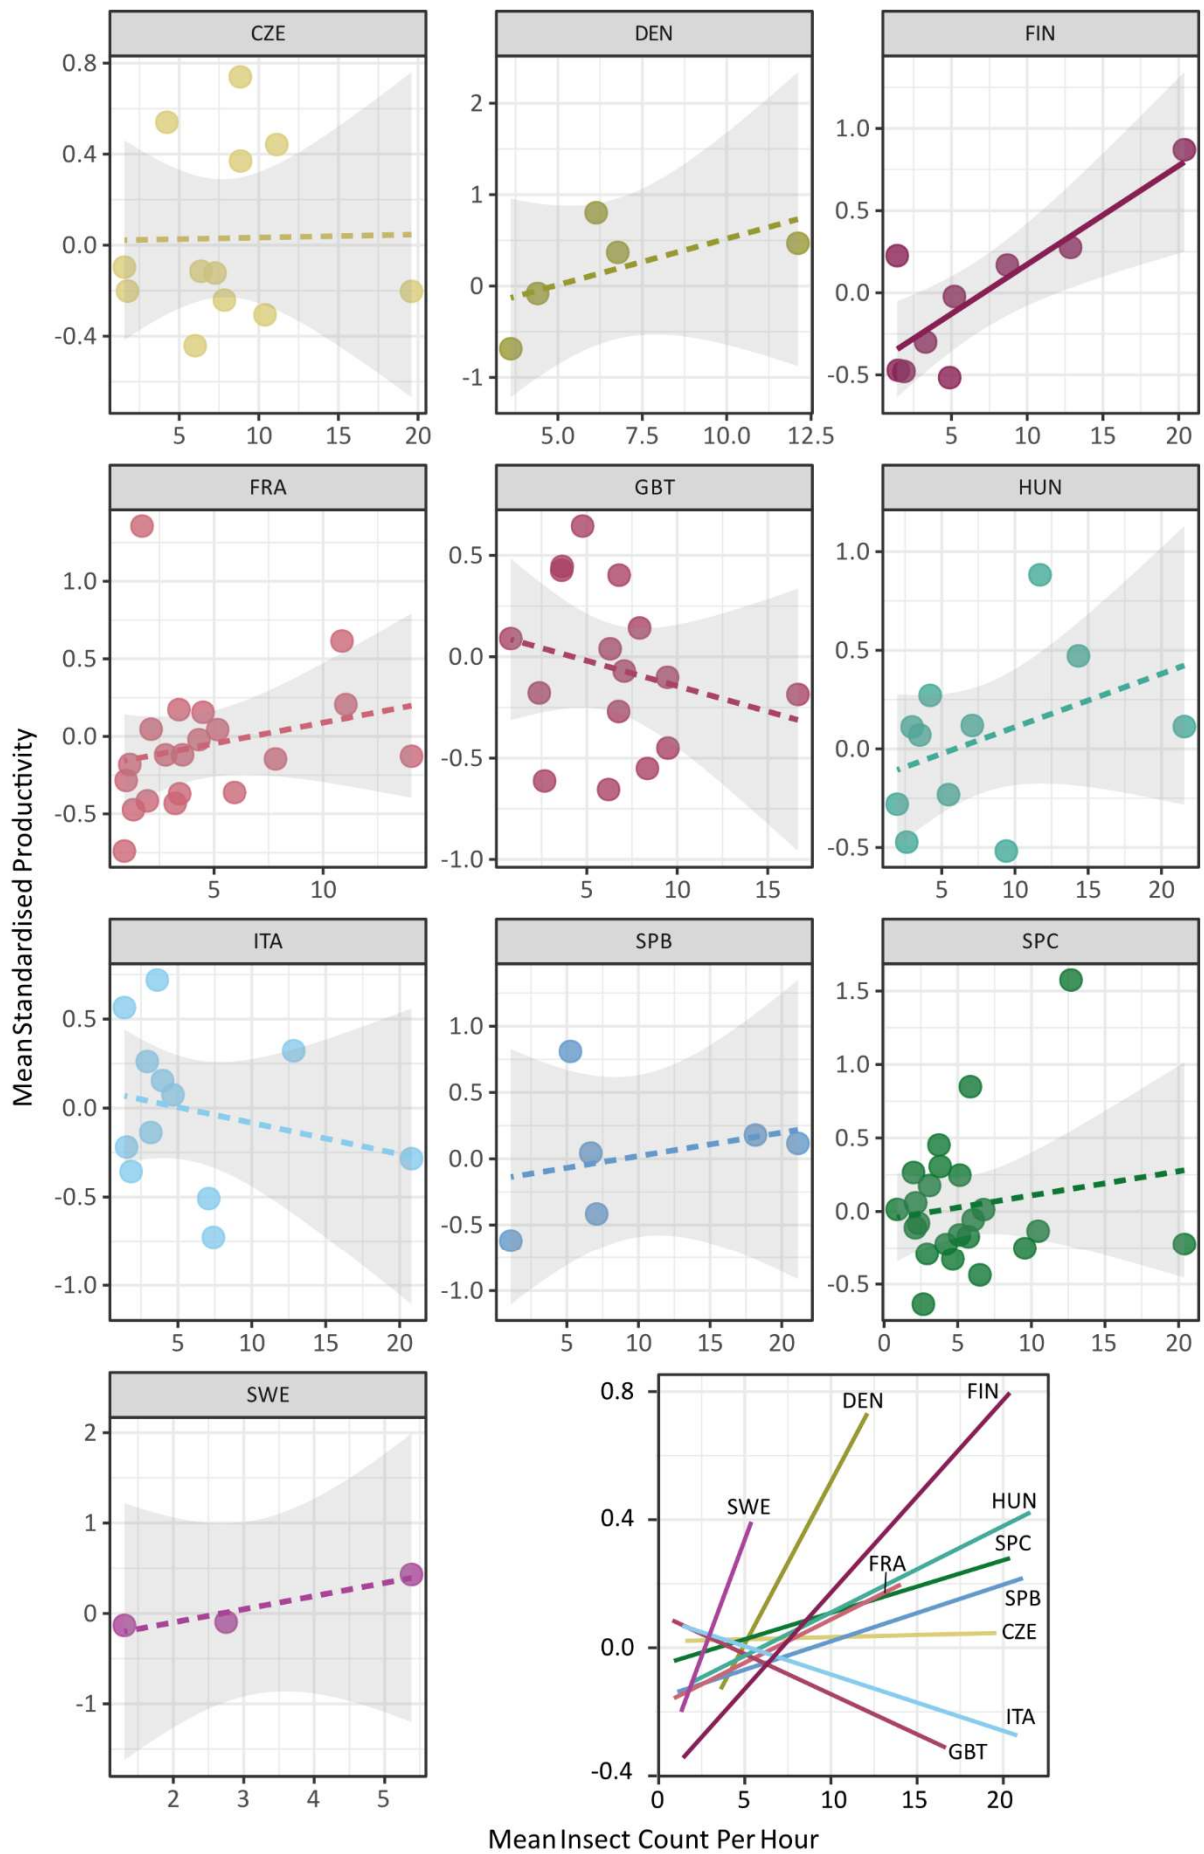 CZE DEN FIN
0.8
0.4
0.0
-0.4
5 10 15 20
2
1
0
-1
5.0 7.5 10.0 12.5
1.0
0.5
0.0
-0.5
5 10 15 20
FRA GBT HUN
1.0
0.5
0.0
-0.5
5 10
0.5
0.0
-0.5
-1.0
5 10 15
1.0
0.5
0.0
-0.5
5 10 15 20
Mean Standardised Productivity
ITA SPB SPC
0.5
0.0
-0.5
-1.0
5 10 15 20
1.0
0.5
0.0
-0.5
-1.0
5 10 15 20
1.5
1.0
0.5
0.0
-0.5
0 5 10 15 20
SWE
2
1
0
-1
2 3 4 5
0.8
0.4
0.0
-0.4
DEN
FIN
SWE
HUN
SPC
FRA
SPB
CZE
ITA
GBT
0 5 10 15 20
Mean Insect Count Per Hour